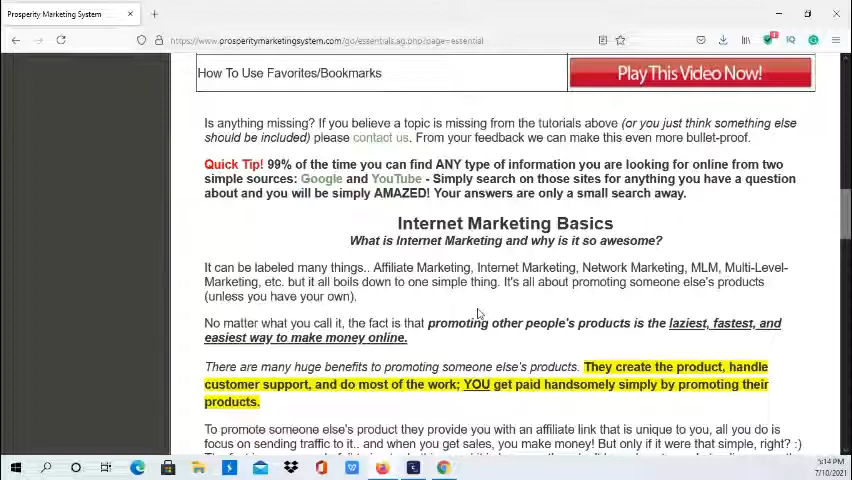 Prosperity Marketing System
https://www.prosperitymarketingsystem.com/go/essentials.ag.php?page=essential
How To Use Favorites/Bookmarks
Play This Video Now!
Is anything missing? If you believe a topic is missing from the tutorials above (or you just think something else
should be included) please contact us. From your feedback we can make this even more bullet-proof.
Quick Tip! 99% of the time you can find ANY type of information you are looking for online from two
simple sources: Google and YouTube - Simply search on those sites for anything you have a question
about and you will be simply AMAZED! Your answers are only a small search away.
Internet Marketing Basics
What is Internet Marketing and why is it so awesome?
It can be labeled many things.. Affiliate Marketing, Internet Marketing, Network Marketing, MLM, Multi-Level-
Marketing, etc. but it all boils down to one simple thing. It's all about promoting someone else's products
(unless you have your own).
No matter what you call it, the fact is that promoting other people's products is the laziest, fastest, and
easiest way to make money online.
There are many huge benefits to promoting someone else's products. They create the product, handle
customer support, and do most of the work; YOU get paid handsomely simply by promoting their
products.
To promote someone else's product they provide you with an affiliate link that is unique to you, all you do is
focus on sending traffic to it.. and when you get sales, you make money! But only if it were that simple, right? :)
5:14 PM
7/10/2021